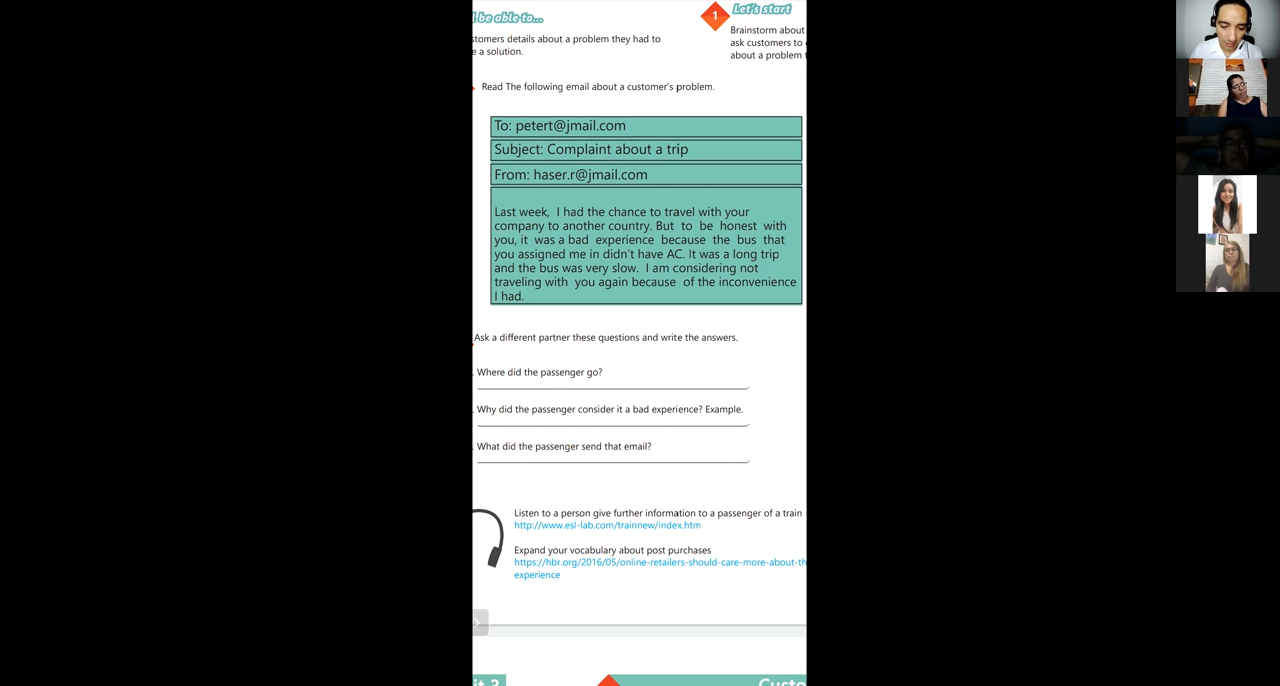 l be able to...
stomers details about a problem they had to
e a solution.
1
Let's start
Brainstorm about
ask customers to
about a problem
Read The following email about a customer's problem.
To: petert@jmail.com
Subject: Complaint about a trip
From: haser.r@jmail.com
Last week, I had the chance to travel with your
company to another country. But to be honest with
you, it was a bad experience because the bus that
you assigned me in didn't have AC. It was a long trip
and the bus was very slow. I am considering not
traveling with you again because of the inconvenience
I had.
Ask a different partner these questions and write the answers.
. Where did the passenger go?
. Why did the passenger consider it a bad experience? Example.
. What did the passenger send that email?
Listen to a person give further information to a passenger of a train
http://www.esl-lab.com/trainnew/index.htm
Expand your vocabulary about post purchases
https://hbr.org/2016/05/online-retailers-should-care-more-about-th
experience
it 3
Custo